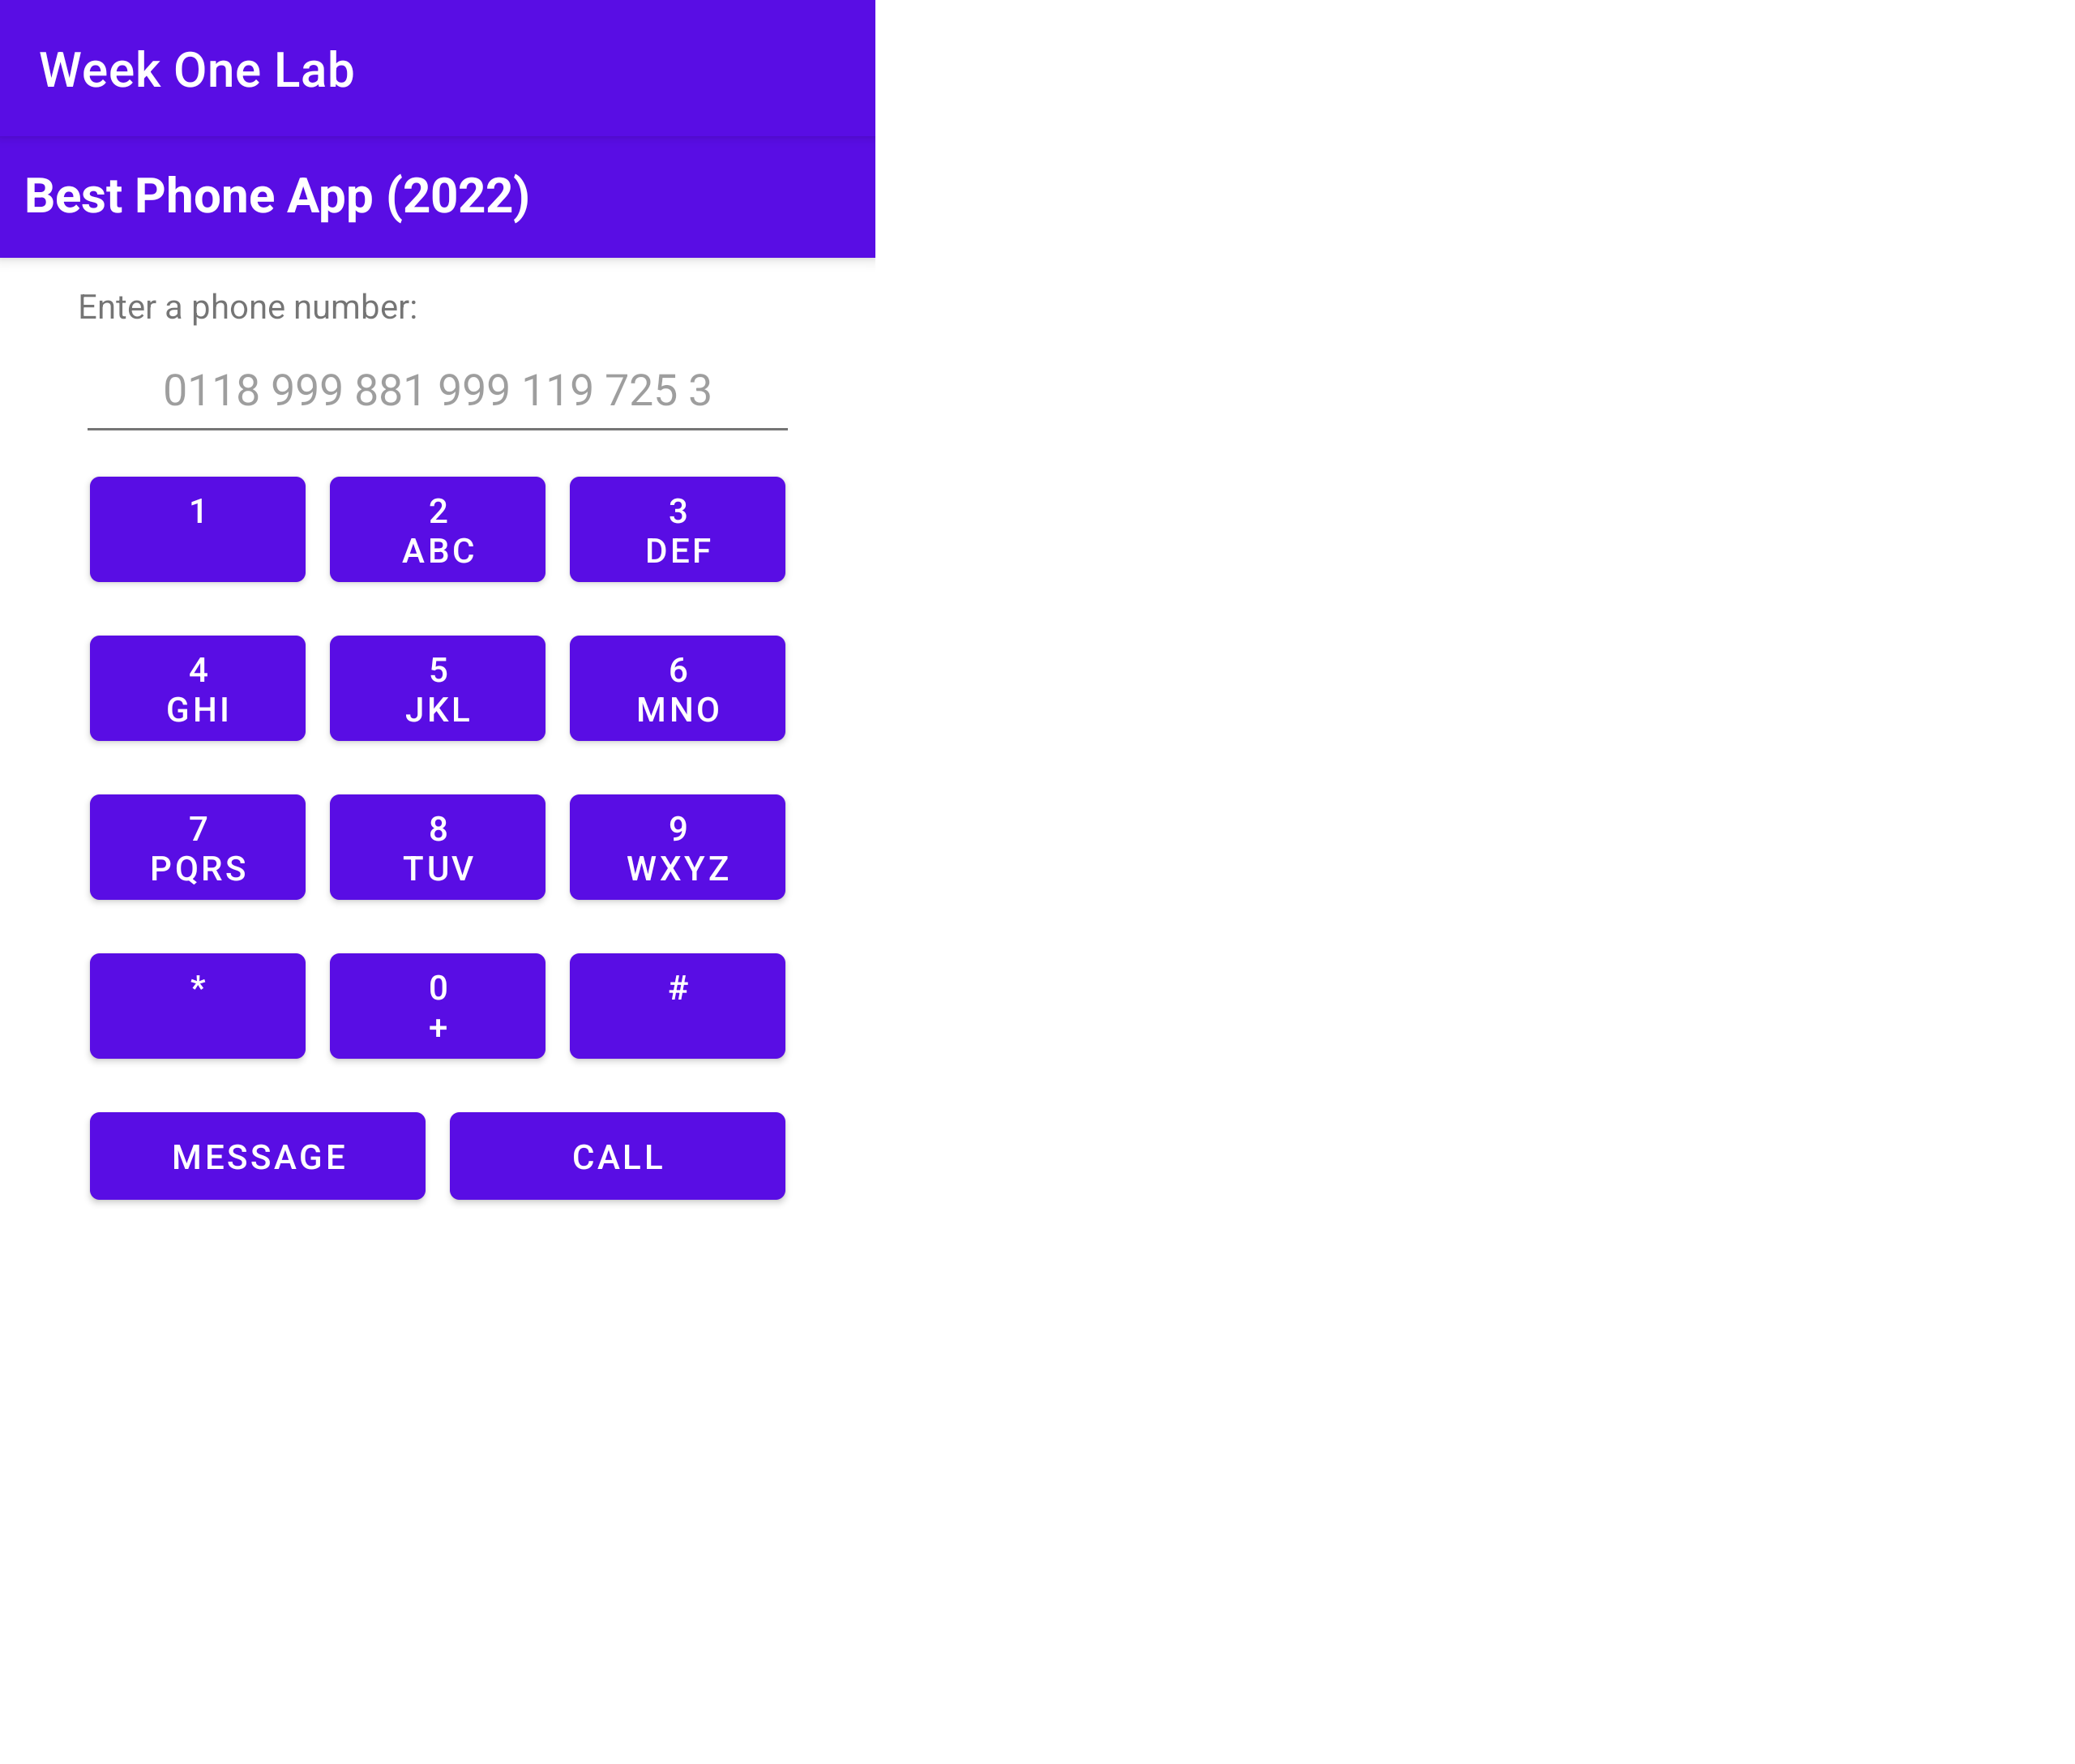 Week One Lab
Best Phone App (2022)
Enter a phone number:
0118 999 881 999 119 725 3
1
2
ABC
3
DEF
4
GHI
5
JKL
6
MNO
7
PQRS
8
TUV
9
WXYZ
*
0
+
#
MESSAGE
CALL